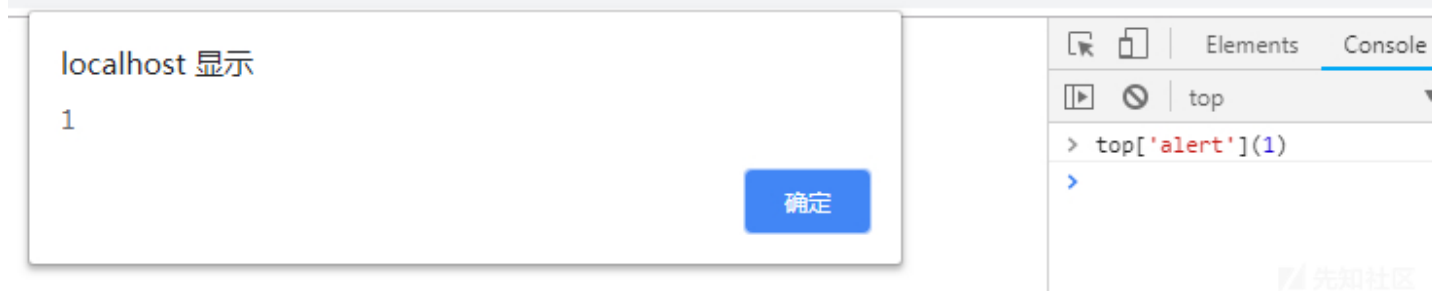 localhost 显示
1
确定
Elements Console
top
> top['alert'](1)
>
先知社区